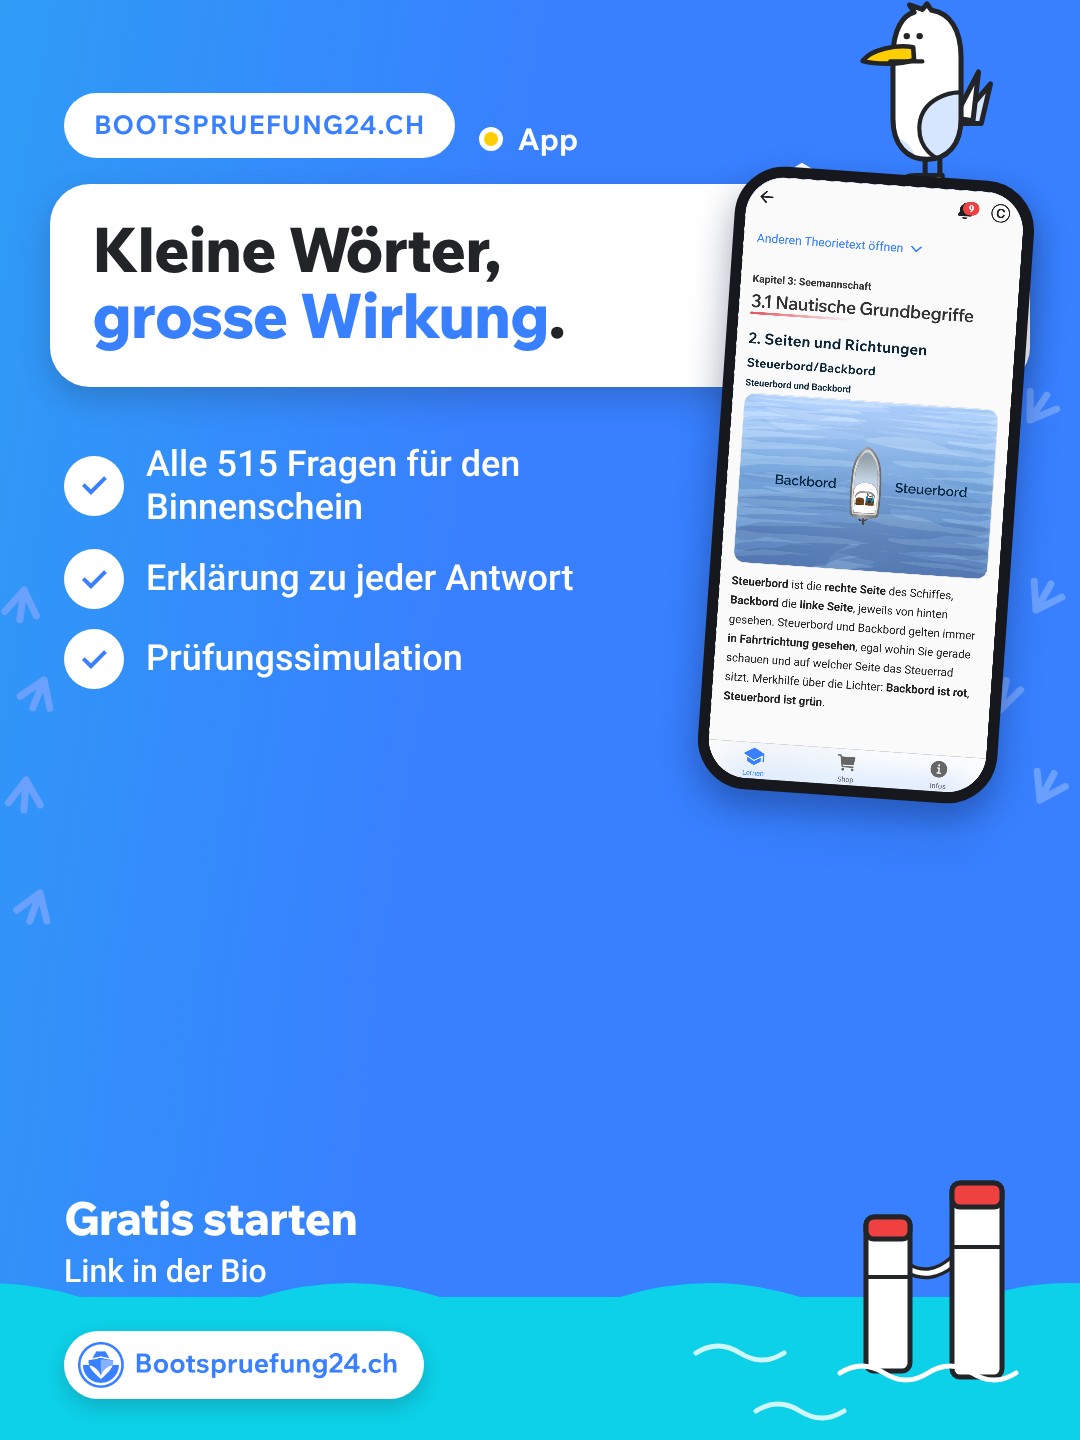 BOOTSPRUEFUNG24.CH
App
Kleine Wörter,
grosse Wirkung.
Alle 515 Fragen für den
Binnenschein
Erklärung zu jeder Antwort
Prüfungssimulation
9
C
Anderen Theorietext öffnen
Kapitel 3: Seemannschaft
3.1 Nautische Grundbegriffe
2. Seiten und Richtungen
Steuerbord/Backbord
Steuerbord und Backbord
Backbord
Steuerbord
Steuerbord ist die rechte Seite des Schiffes,
Backbord die linke Seite, jeweils von hinten
gesehen. Steuerbord und Backbord gelten immer
in Fahrtrichtung gesehen, egal wohin Sie gerade
schauen und auf welcher Seite das Steuerrad
sitzt. Merkhilfe über die Lichter: Backbord ist rot,
Steuerbord ist grün.
Lernen
Shop
Infos
Gratis starten
Link in der Bio
Bootspruefung24.ch